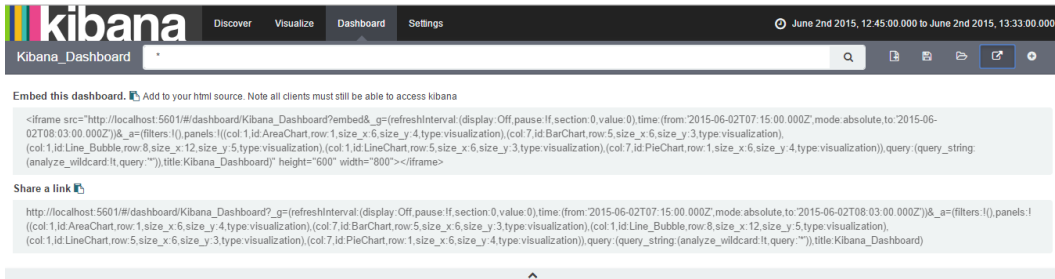 kibana Discover Visualize Dashboard Settings June 2nd 2015, 12:45:00.000 to June 2nd 2015, 13:33:00.000
Kibana_Dashboard *
Embed this dashboard. Add to your html source. Note all clients must still be able to access kibana
<iframe src="http://localhost:5601/#/dashboard/Kibana_Dashboard?embed&_g=(refreshInterval:(display:Off,pause:!f,section:0,value:0),time:(from:'2015-06-02T07:15:00.000Z',mode:absolute,to:'2015-06-
02T08:03:00.000Z'))&_a=(filters:!(),panels:!((col:1,id:AreaChart,row:1,size_x:6,size_y:4,type:visualization),(col:7,id:BarChart,row:5,size_x:6,size_y:3,type:visualization),
(col:1,id:Line_Bubble,row:8,size_x:12,size_y:5,type:visualization),(col:1,id:LineChart,row:5,size_x:6,size_y:3,type:visualization),(col:7,id:PieChart,row:1,size_x:6,size_y:4,type:visualization)),query:(query_string:
(analyze_wildcard:!t,query:'*')),title:Kibana_Dashboard)" height="600" width="800"></iframe>
Share a link
http://localhost:5601/#/dashboard/Kibana_Dashboard?_g=(refreshInterval:(display:Off,pause:!f,section:0,value:0),time:(from:'2015-06-02T07:15:00.000Z',mode:absolute,to:'2015-06-02T08:03:00.000Z'))&_a=(filters:!(),panels:!
((col:1,id:AreaChart,row:1,size_x:6,size_y:4,type:visualization),(col:7,id:BarChart,row:5,size_x:6,size_y:3,type:visualization),(col:1,id:Line_Bubble,row:8,size_x:12,size_y:5,type:visualization),
(col:1,id:LineChart,row:5,size_x:6,size_y:3,type:visualization),(col:7,id:PieChart,row:1,size_x:6,size_y:4,type:visualization)),query:(query_string:(analyze_wildcard:!t,query:'*')),title:Kibana_Dashboard)